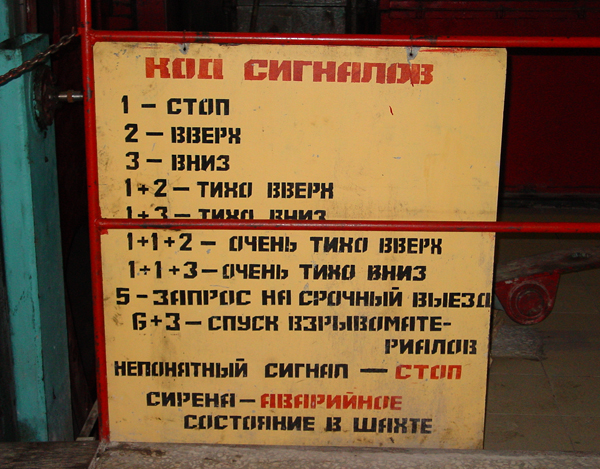 КОД СИГНАЛОВ
1 – СТОП
2 – ВВЕРХ
3 – ВНИЗ
1+2 – ТИХО ВВЕРХ
1+3 – ТИХО ВНИЗ
1+1+2 – ОЧЕНЬ ТИХО ВВЕРХ
1+1+3 – ОЧЕНЬ ТИХО ВНИЗ
5 – ЗАПРОС НА СРОЧНЫЙ ВЫЕЗД
6+3 – СПУСК ВЗРЫВОМАТЕ-
РИАЛОВ
НЕПОНЯТНЫЙ СИГНАЛ – СТОП
СИРЕНА – АВАРИЙНОЕ
СОСТОЯНИЕ В ШАХТЕ